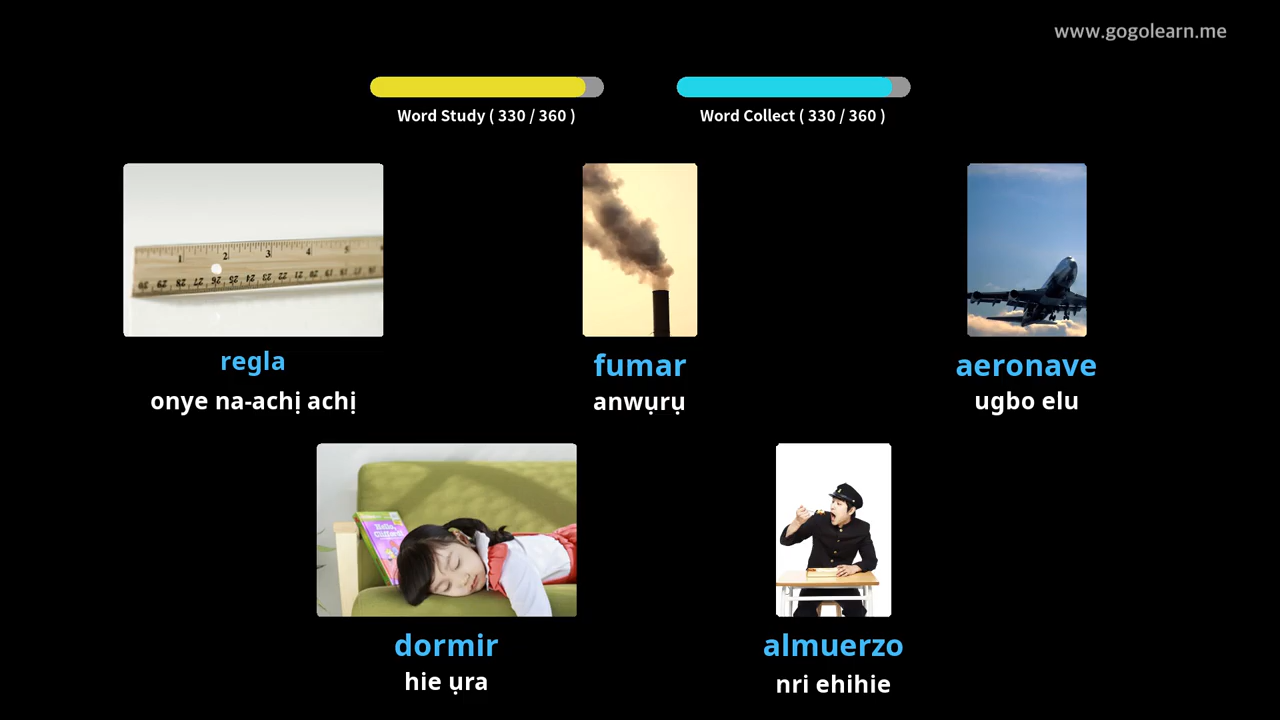 www.gogolearn.me
Word Study ( 330 / 360 )
Word Collect ( 330 / 360 )
regla
onye na-achị achị
fumar
anwụrụ
aeronave
ugbo elu
dormir
hie ụra
almuerzo
nri ehihie